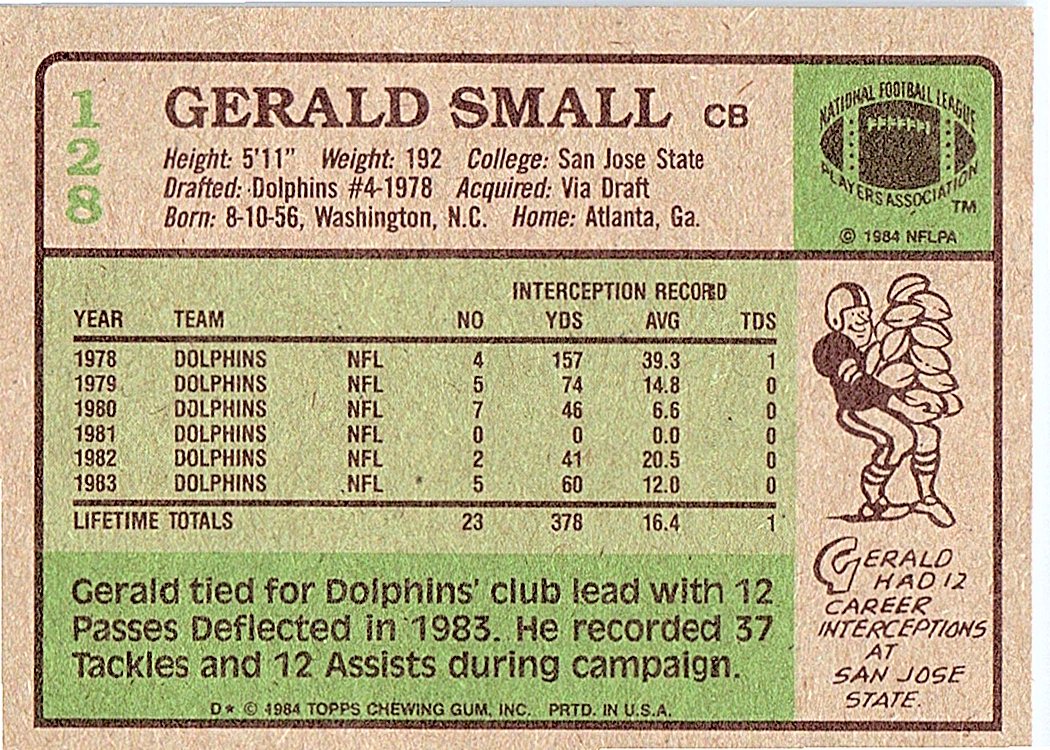 128
GERALD SMALL CB
Height: 5'11" Weight: 192 College: San Jose State
Drafted: Dolphins #4-1978 Acquired: Via Draft
Born: 8-10-56, Washington, N.C. Home: Atlanta, Ga.
NATIONAL FOOTBALL LEAGUE
PLAYERS ASSOCIATION
TM
© 1984 NFLPA
INTERCEPTION RECORD
YEAR TEAM NO YDS AVG TDS
1978 DOLPHINS NFL 4 157 39.3 1
1979 DOLPHINS NFL 5 74 14.8 0
1980 DOLPHINS NFL 7 46 6.6 0
1981 DOLPHINS NFL 0 0 0.0 0
1982 DOLPHINS NFL 2 41 20.5 0
1983 DOLPHINS NFL 5 60 12.0 0
LIFETIME TOTALS 23 378 16.4 1
Gerald tied for Dolphins' club lead with 12
Passes Deflected in 1983. He recorded 37
Tackles and 12 Assists during campaign.
D* © 1984 TOPPS CHEWING GUM, INC. PRTD. IN U.S.A.
GERALD
HAD 12
CAREER
INTERCEPTIONS
AT
SAN JOSE
STATE.